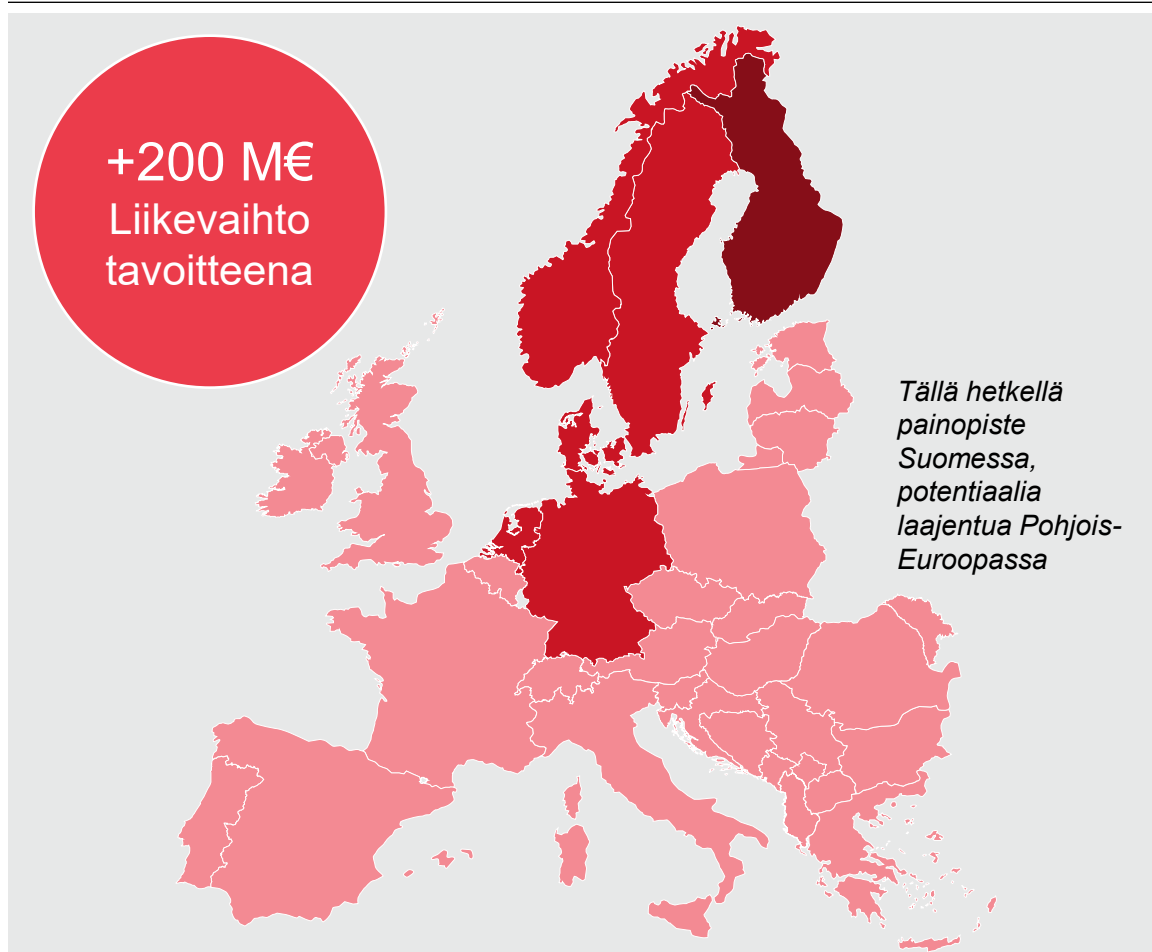 +200 M€
Liikevaihto
tavoitteena
Tällä hetkellä
painopiste
Suomessa,
potentiaalia
laajentua Pohjois-
Euroopassa